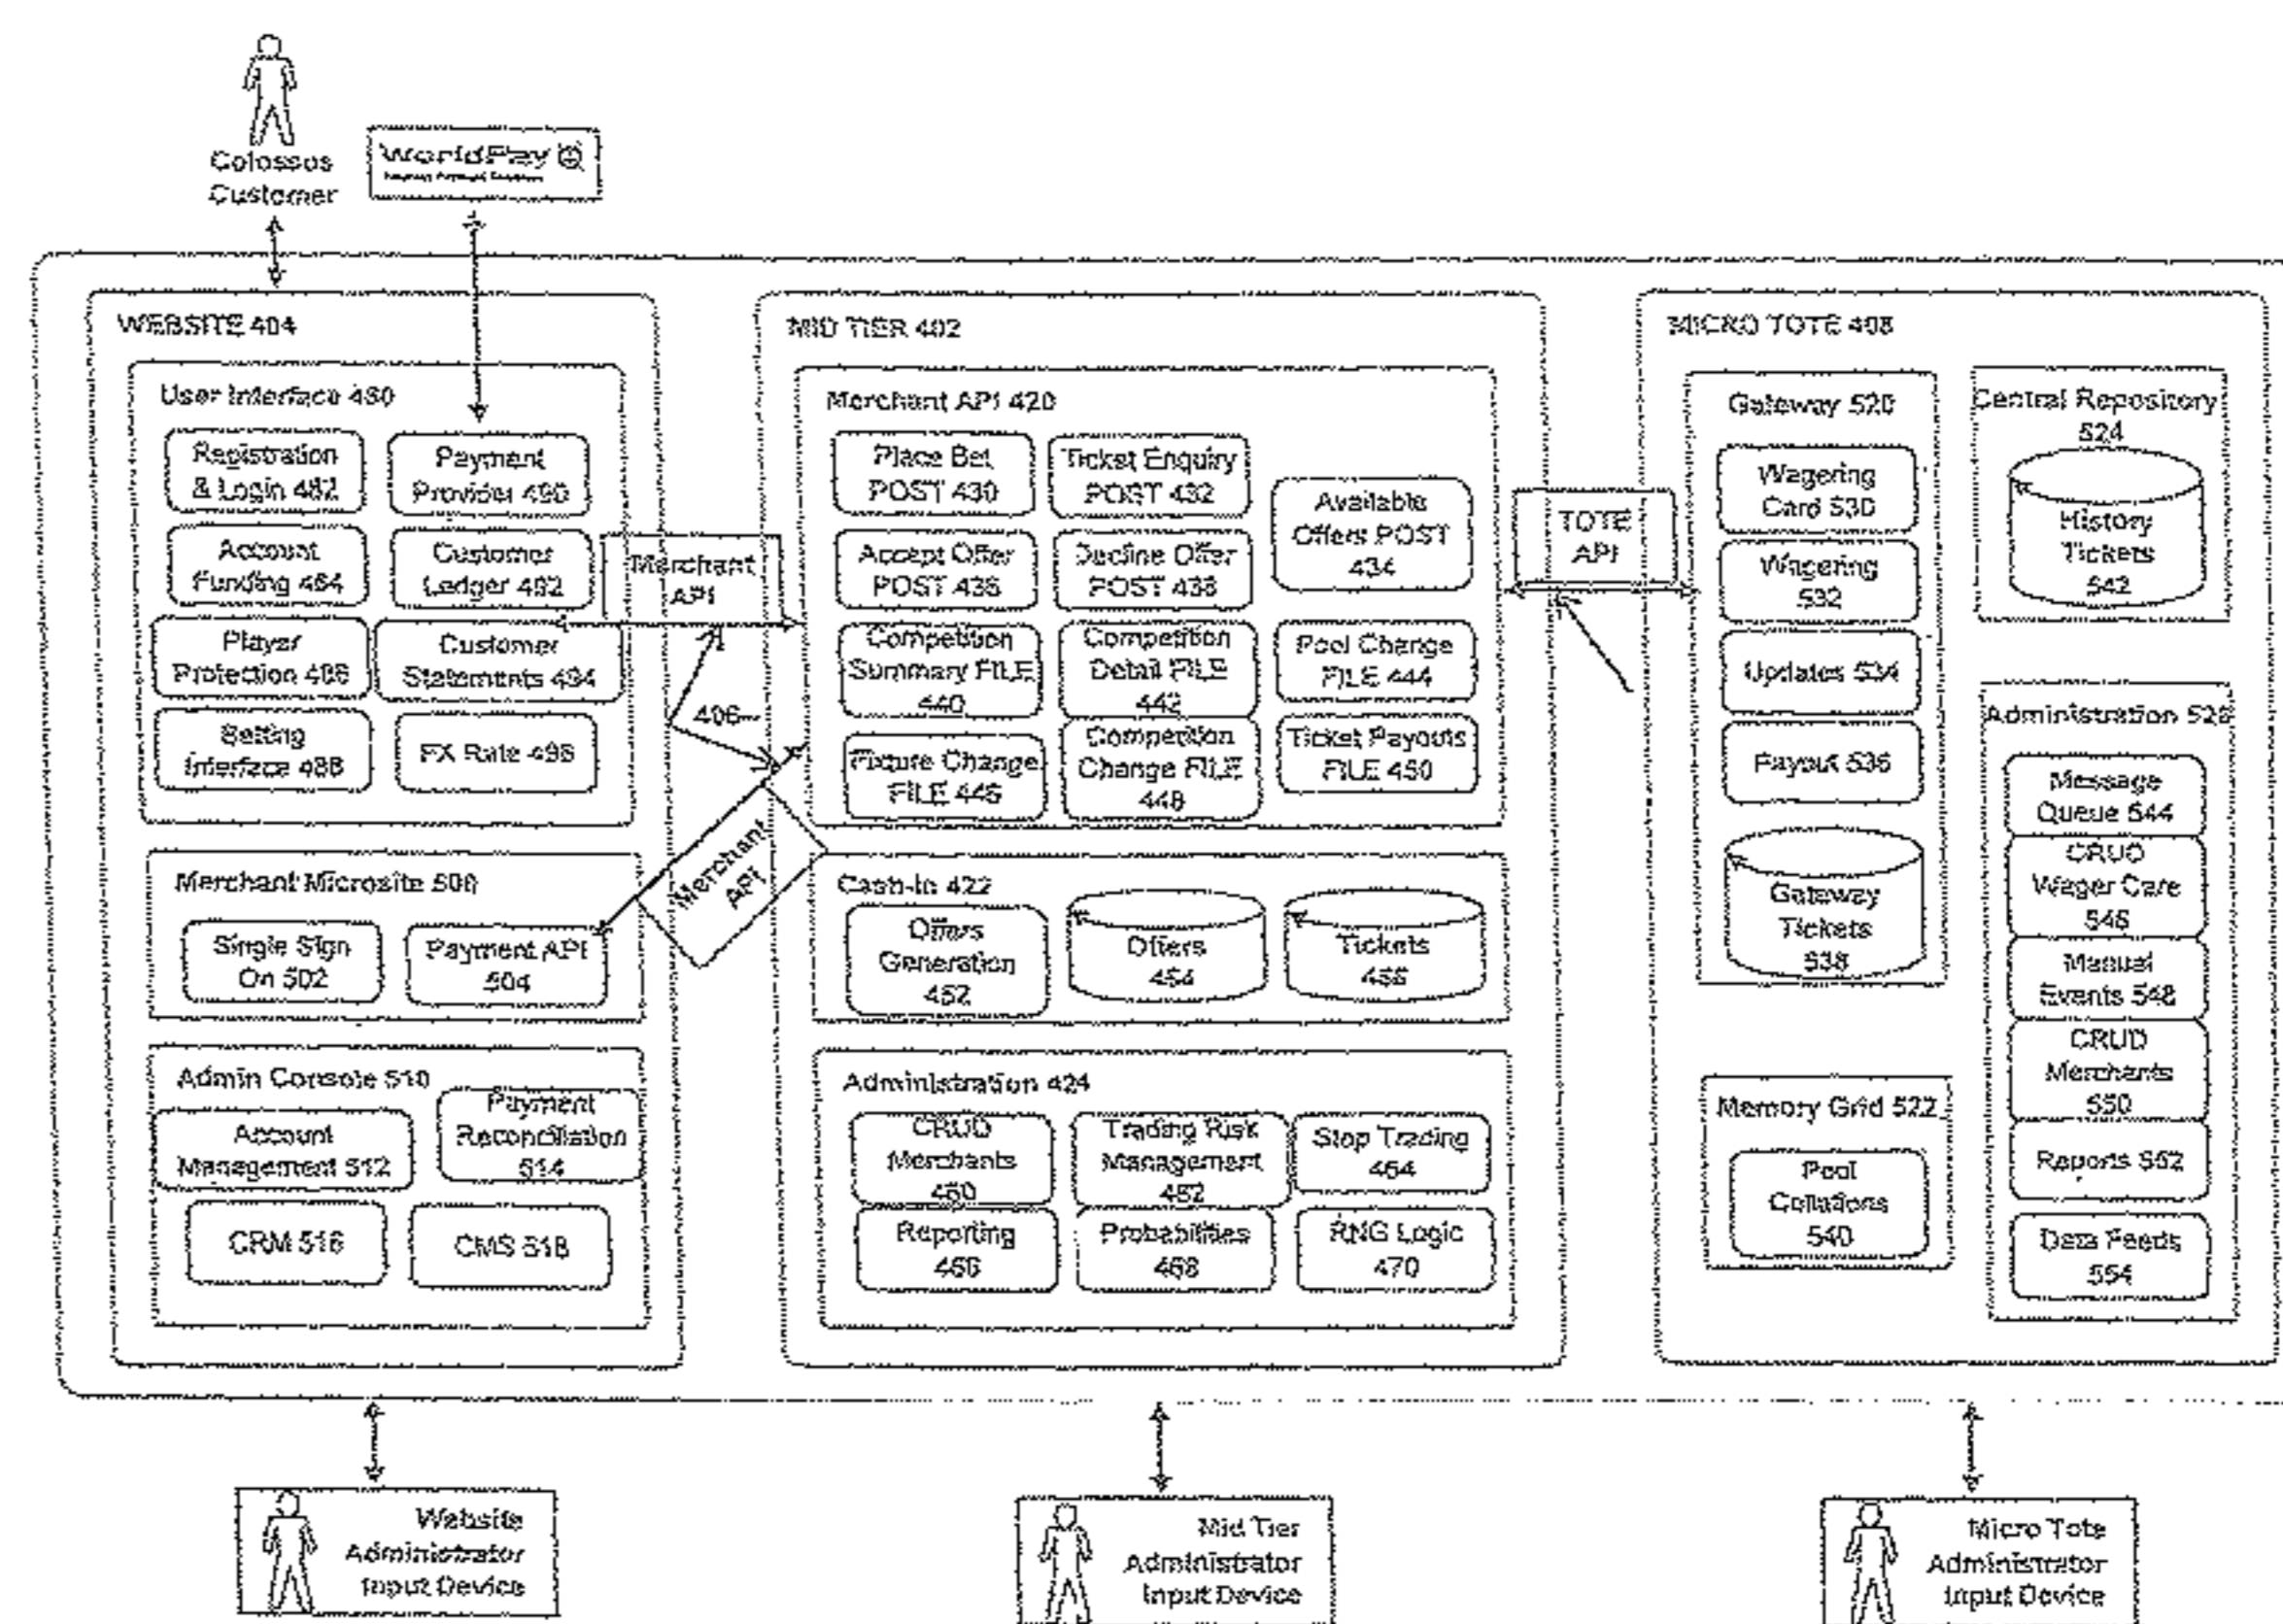 Colossus
Customer
WorldPay
WEBSITE 404
User Interface 480
Registration
& Login 482
Payment
Provider 490
Account
Funding 484
Customer
Ledger 492
Player
Protection 486
Customer
Statements 494
Betting
Interface 488
FX Rate 496
Merchant Microsite 500
Single Sign
On 502
Payment API
504
Admin Console 510
Account
Management 512
Payment
Reconciliation
514
CRM 516
CMS 518
Merchant
API
406
Merchant
API
MID TIER 402
Merchant API 420
Place Bet
POST 430
Ticket Enquiry
POST 432
Available
Offers POST
434
Accept Offer
POST 436
Decline Offer
POST 438
Competition
Summary FILE
440
Competition
Detail FILE
442
Pool Change
FILE 444
Fixture Change
FILE 446
Competition
Change FILE
448
Ticket Payouts
FILE 450
Cash-In 422
Offers
Generation
452
Offers
454
Tickets
456
Administration 424
CRUD
Merchants
460
Trading Risk
Management
462
Stop Trading
464
Reporting
466
Probabilities
468
RNG Logic
470
TOTE
API
MICRO TOTE 408
Gateway 520
Wagering
Card 530
Wagering
532
Updates 534
Payout 536
Gateway
Tickets
538
Memory Grid 522
Pool
Collations
540
Central Repository
524
History
Tickets
542
Administration 526
Message
Queue 544
CRUD
Wager Care
546
Manual
Events 548
CRUD
Merchants
550
Reports 552
Data Feeds
554
Website
Administrator
Input Device
Mid Tier
Administrator
Input Device
Micro Tote
Administrator
Input Device